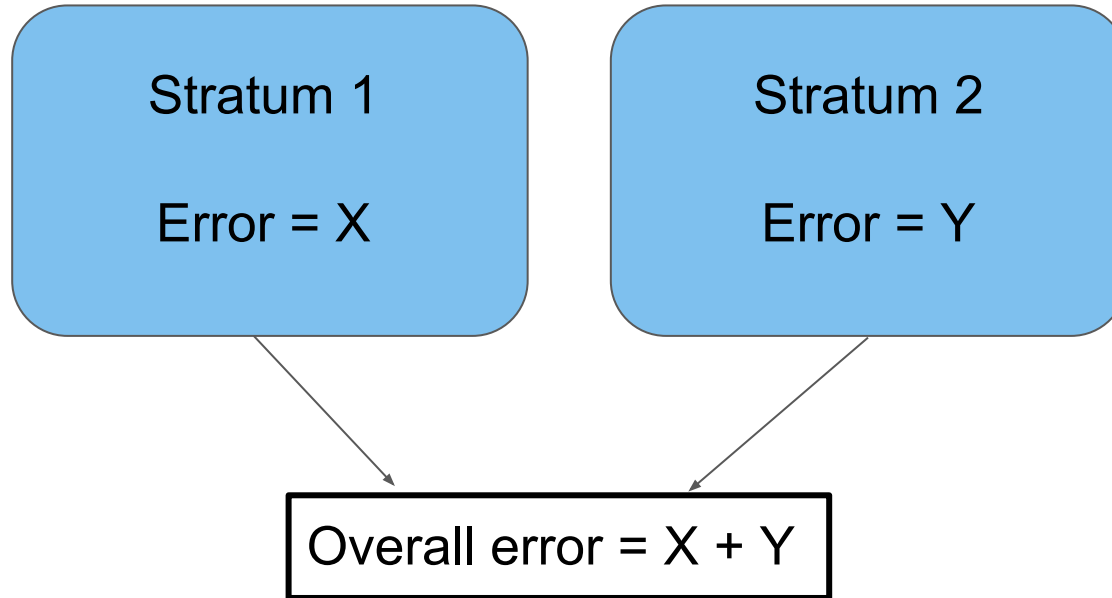 Stratum 1
Error = X
Stratum 2
Error = Y
Overall error = X + Y